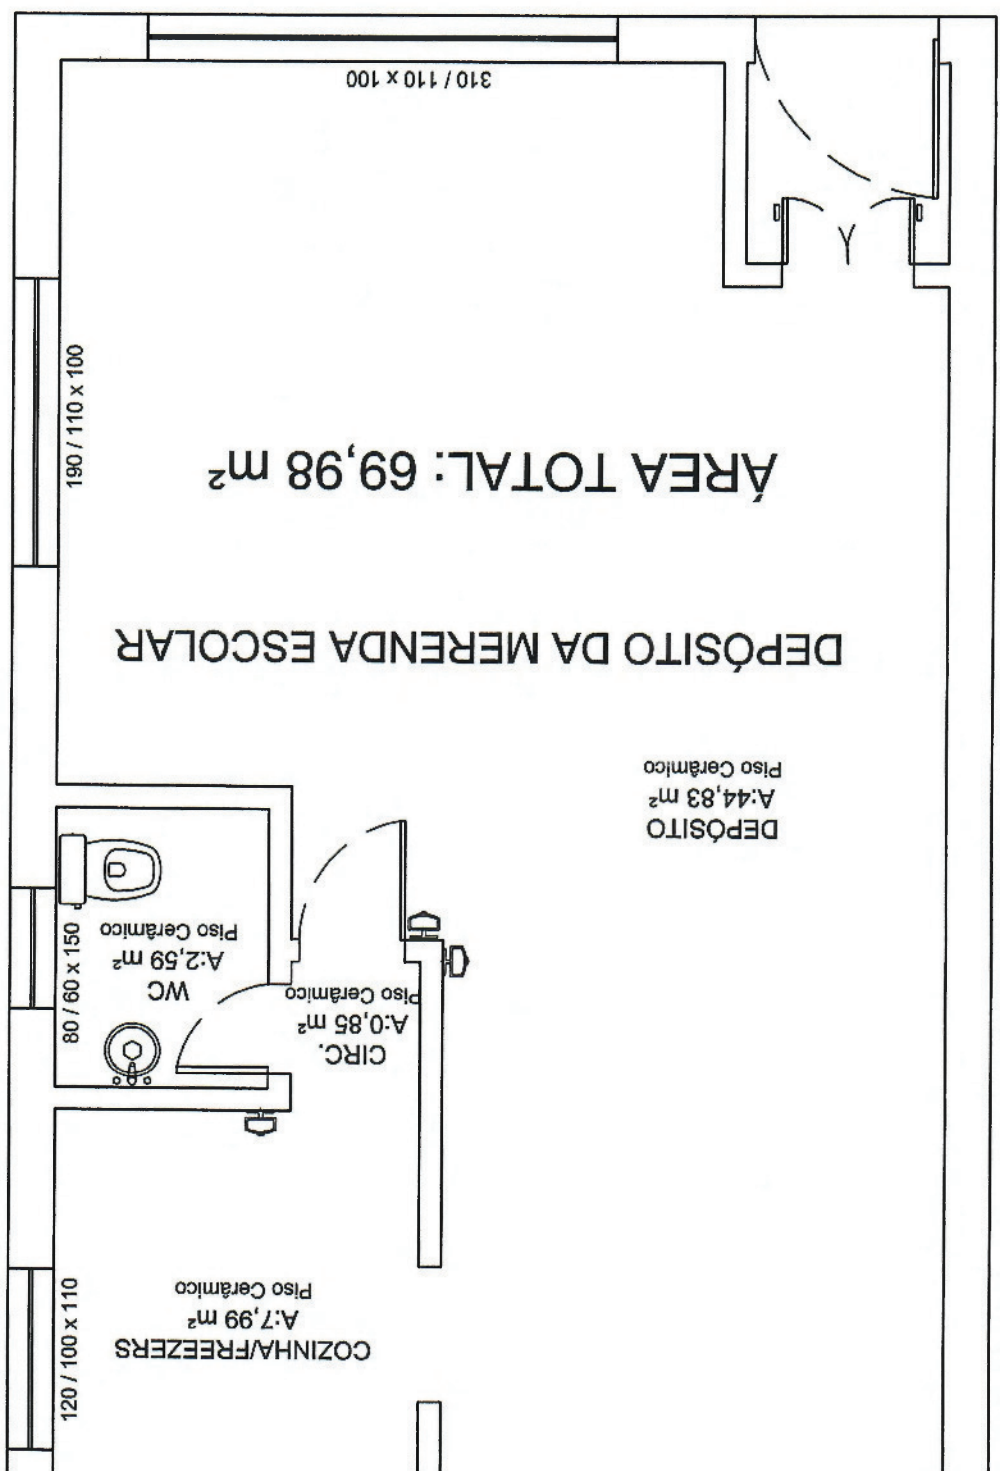 COZINHA/FREEZERS
A:7,99 m²
Piso Cerâmico
120 / 100 x 110
CIRC.
A:0,85 m²
Piso Cerâmico
WC
A:2,59 m²
Piso Cerâmico
80 / 60 x 150
DEPÓSITO
A:44,83 m²
Piso Cerâmico
DEPÓSITO DA MERENDA ESCOLAR
ÁREA TOTAL: 69,98 m²
190 / 110 x 100
310 / 110 x 100